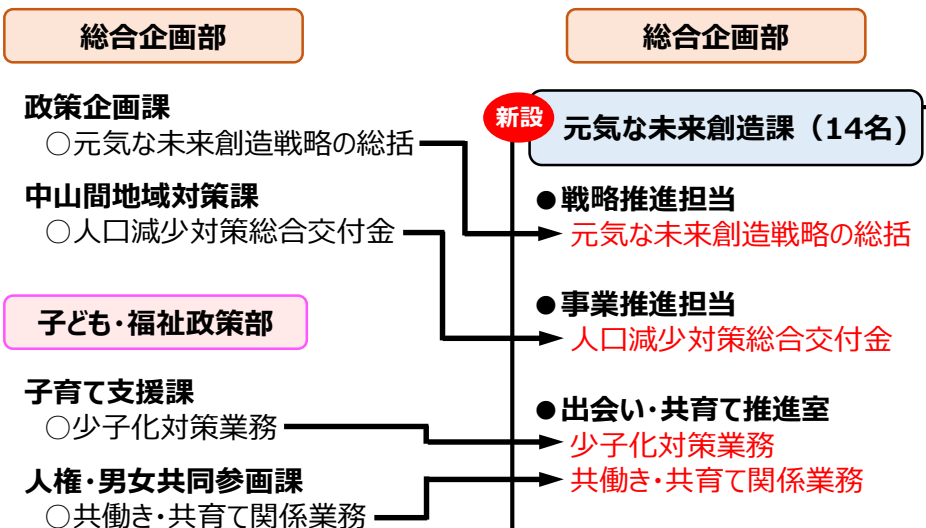 総合企画部
政策企画課
○元気な未来創造戦略の総括
中山間地域対策課
○人口減少対策総合交付金
子ども・福祉政策部
子育て支援課
○少子化対策業務
人権・男女共同参画課
○共働き・共育て関係業務
総合企画部
新設
元気な未来創造課（14名)
●戦略推進担当
元気な未来創造戦略の総括
●事業推進担当
人口減少対策総合交付金
●出会い・共育て推進室
少子化対策業務
共働き・共育て関係業務